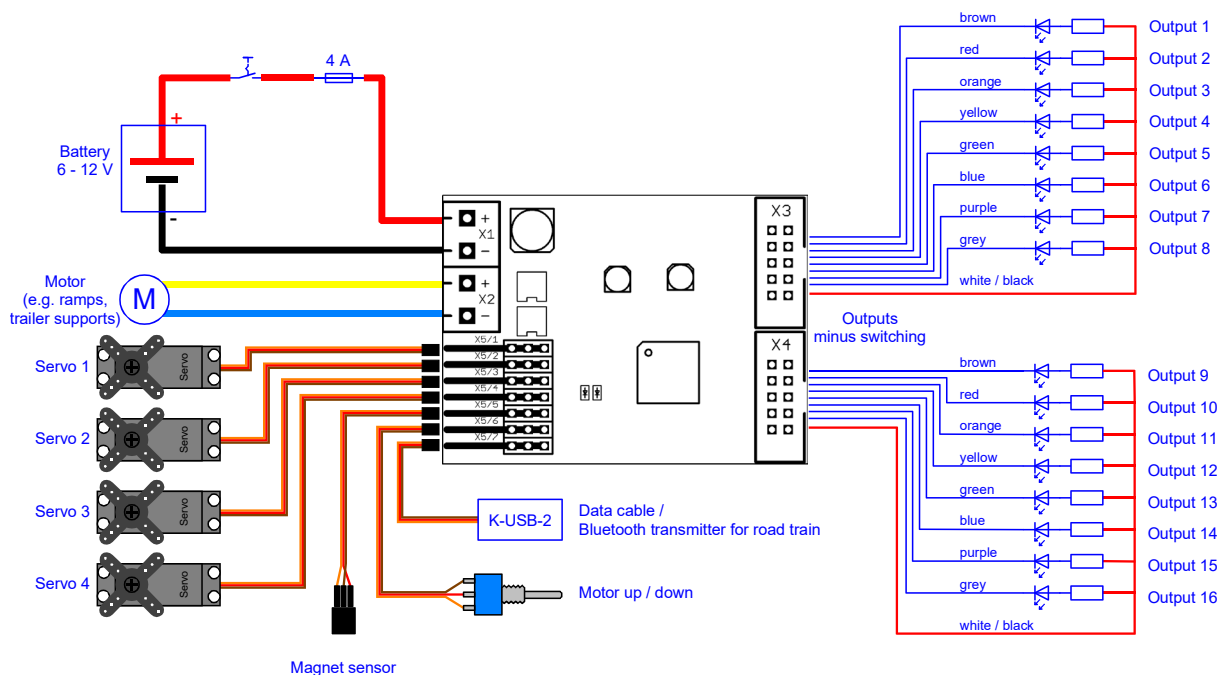 4 A
+
Battery
6 - 12 V
-
Motor
(e.g. ramps,
trailer supports)
M
Servo 1
Servo
Servo 2
Servo
Servo 3
Servo
Servo 4
Servo
+
X1
-
+
X2
-
X5/1
X5/2
X5/3
X5/4
X5/5
X5/6
X5/7
X3
X4
K-USB-2
Data cable /
Bluetooth transmitter for road train
Motor up / down
Magnet sensor
brown
Output 1
red
Output 2
orange
Output 3
yellow
Output 4
green
Output 5
blue
Output 6
purple
Output 7
grey
Output 8
white / black
Outputs
minus switching
brown
Output 9
red
Output 10
orange
Output 11
yellow
Output 12
green
Output 13
blue
Output 14
purple
Output 15
grey
Output 16
white / black